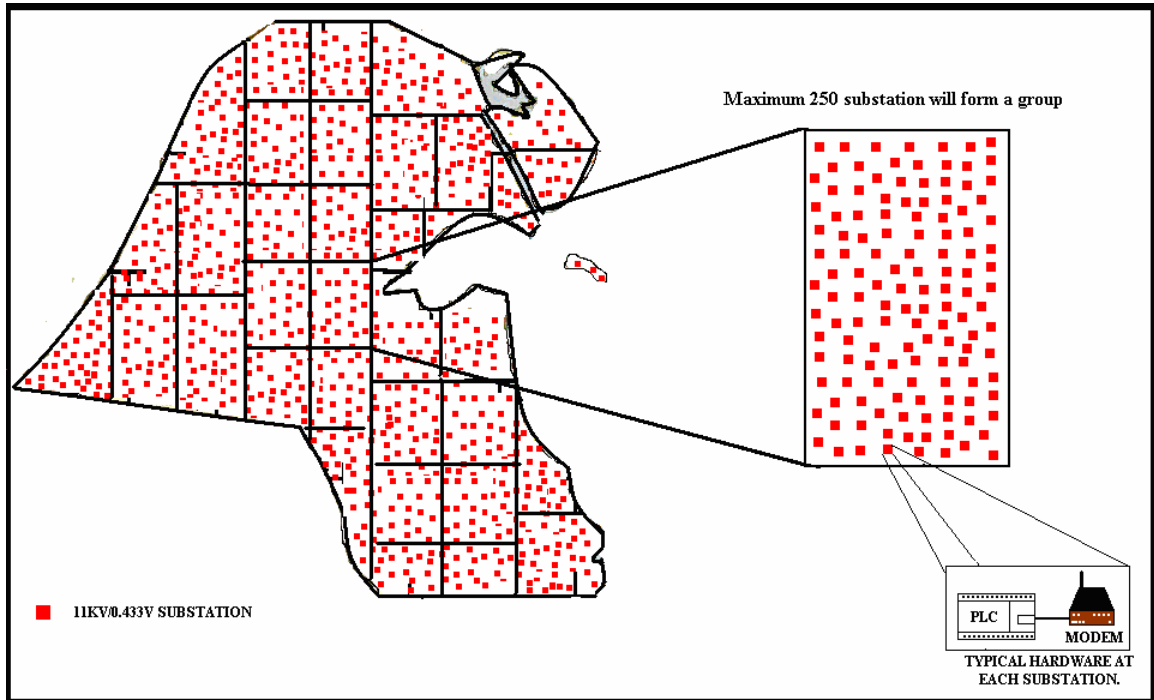 Maximum 250 substation will form a group
11KV/0.433V SUBSTATION
PLC
MODEM
TYPICAL HARDWARE AT
EACH SUBSTATION.